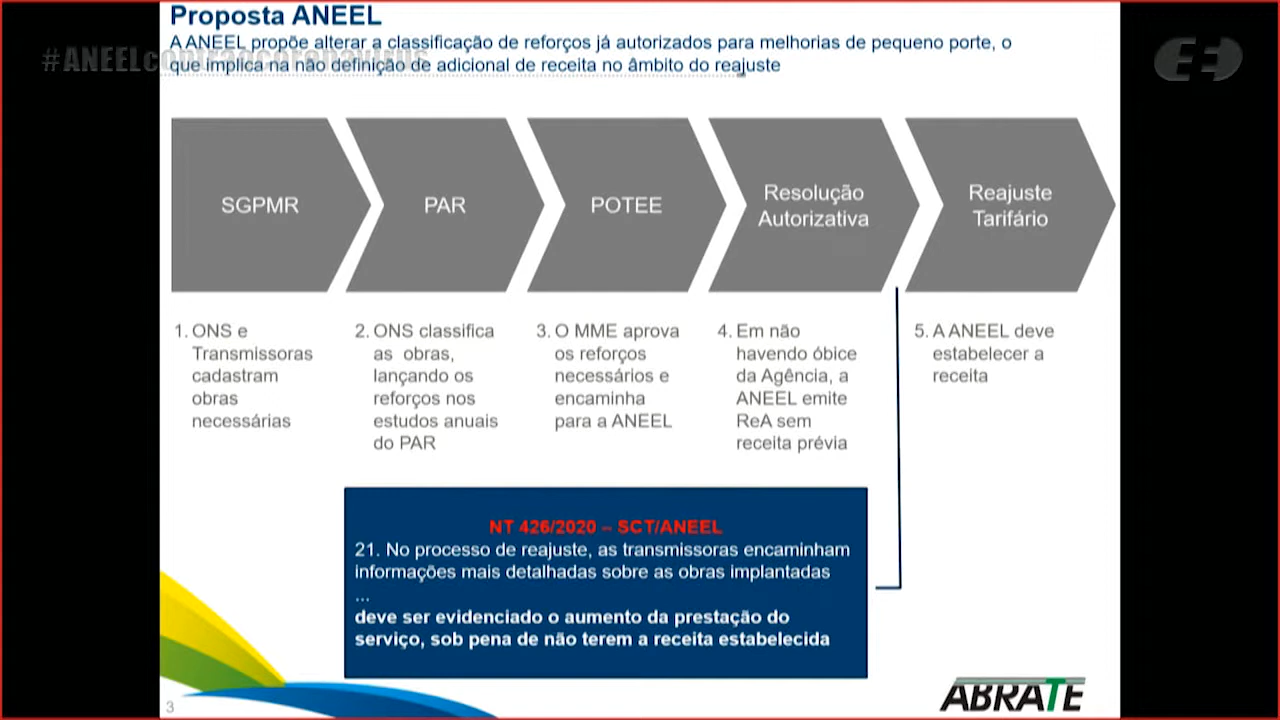 Proposta ANEEL
A ANEEL propõe alterar a classificação de reforços já autorizados para melhorias de pequeno porte, o
que implica na não definição de adicional de receita no âmbito do reajuste
#ANEELcontraocoronavírus
SGPMR
PAR
POTEE
Resolução
Autorizativa
Reajuste
Tarifário
1. ONS e
Transmissoras
cadastram
obras
necessárias
2. ONS classifica
as obras,
lançando os
reforços nos
estudos anuais
do PAR
3. O MME aprova
os reforços
necessários e
encaminha
para a ANEEL
4. Em não
havendo óbice
da Agência, a
ANEEL emite
ReA sem
receita prévia
5. A ANEEL deve
estabelecer a
receita
NT 426/2020 – SCT/ANEEL
21. No processo de reajuste, as transmissoras encaminham
informações mais detalhadas sobre as obras implantadas
...
deve ser evidenciado o aumento da prestação do
serviço, sob pena de não terem a receita estabelecida
3
ABRATE